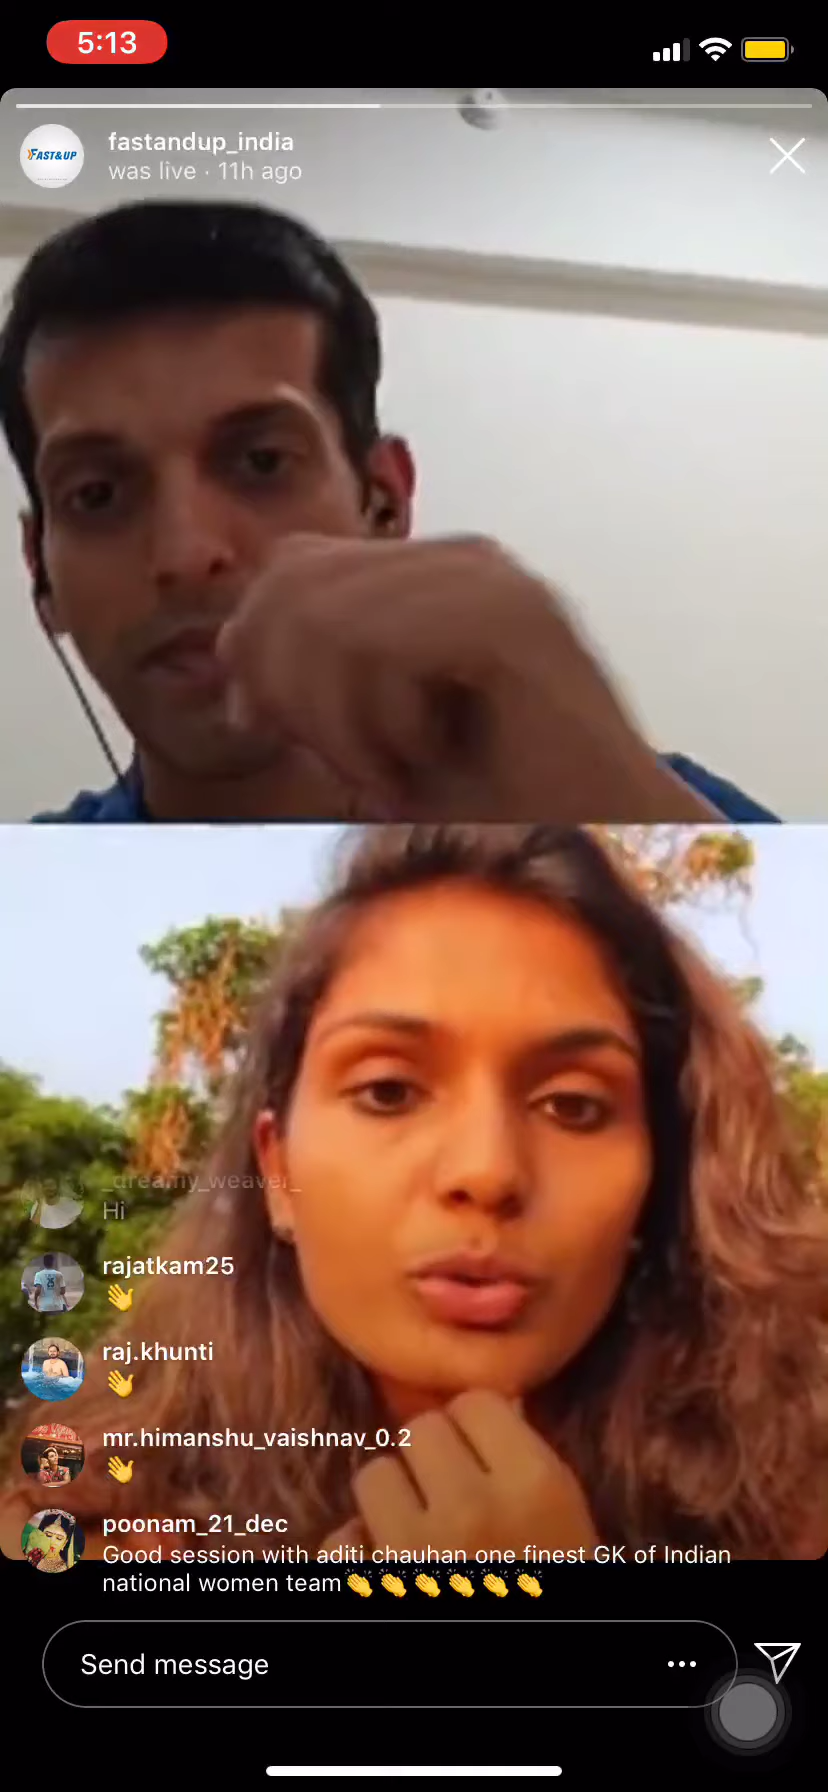 5:13
FAST&UP
fastandup_india
was live · 11h ago
_dreamy_weaver_
Hi
rajatkam25
👋
raj.khunti
👋
mr.himanshu_vaishnav_0.2
👋
poonam_21_dec
Good session with aditi chauhan one finest GK of Indian
national women team👏👏👏👏👏👏
Send message